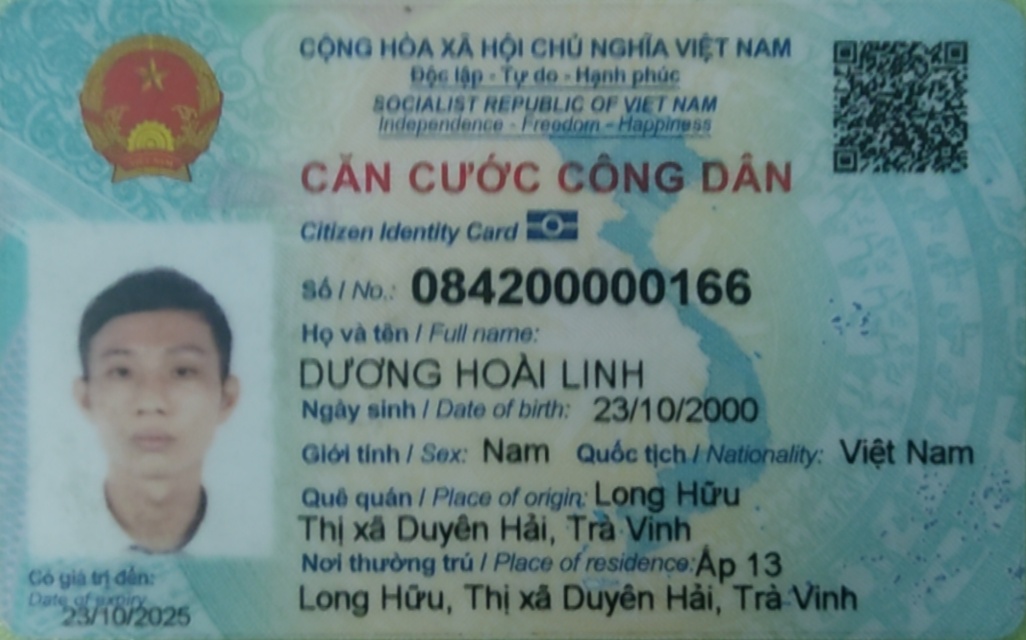 CỘNG HÒA XÃ HỘI CHỦ NGHĨA VIỆT NAM
Độc lập - Tự do - Hạnh phúc
SOCIALIST REPUBLIC OF VIET NAM
Independence - Freedom - Happiness
CĂN CƯỚC CÔNG DÂN
Citizen Identity Card
Số / No.: 084200000166
Họ và tên / Full name:
DƯƠNG HOÀI LINH
Ngày sinh / Date of birth: 23/10/2000
Giới tính / Sex: Nam Quốc tịch / Nationality: Việt Nam
Quê quán / Place of origin: Long Hữu
Thị xã Duyên Hải, Trà Vinh
Nơi thường trú / Place of residence: Ấp 13
Long Hữu, Thị xã Duyên Hải, Trà Vinh
Có giá trị đến:
Date of expiry
23/10/2025